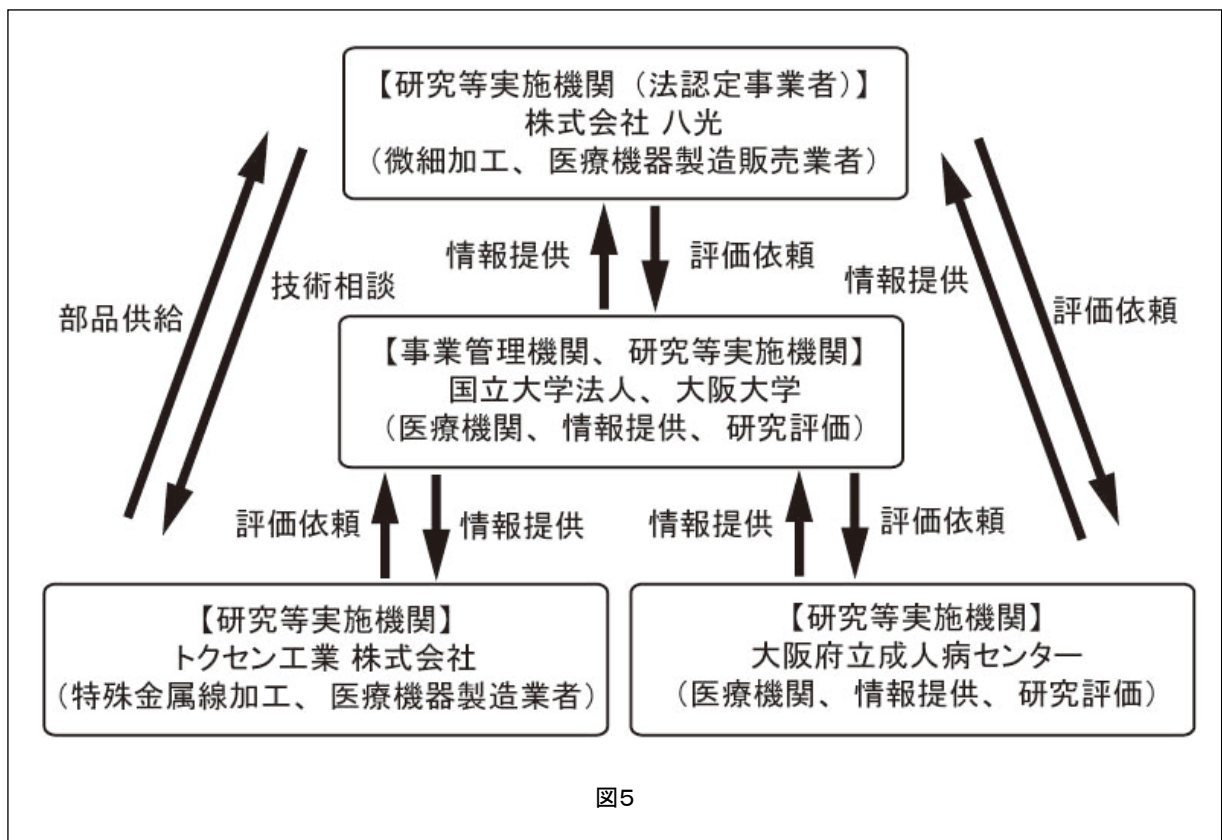 【研究等実施機関（法認定事業者）】
株式会社 八光
（微細加工、医療機器製造販売業者）
情報提供
評価依頼
部品供給
技術相談
情報提供
評価依頼
【事業管理機関、研究等実施機関】
国立大学法人、大阪大学
（医療機関、情報提供、研究評価）
評価依頼
情報提供
情報提供
評価依頼
【研究等実施機関】
トクセン工業 株式会社
（特殊金属線加工、医療機器製造業者）
【研究等実施機関】
大阪府立成人病センター
（医療機関、情報提供、研究評価）
図5